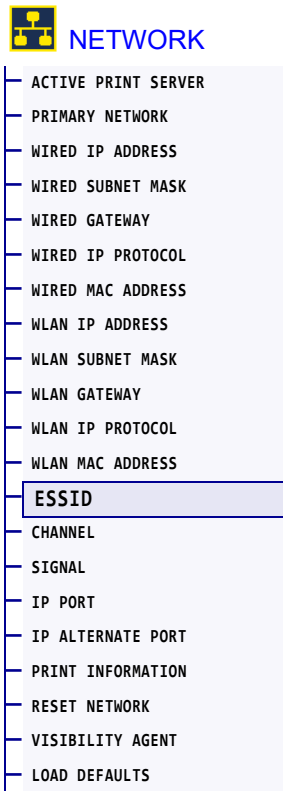 NETWORK
ACTIVE PRINT SERVER
PRIMARY NETWORK
WIRED IP ADDRESS
WIRED SUBNET MASK
WIRED GATEWAY
WIRED IP PROTOCOL
WIRED MAC ADDRESS
WLAN IP ADDRESS
WLAN SUBNET MASK
WLAN GATEWAY
WLAN IP PROTOCOL
WLAN MAC ADDRESS
ESSID
CHANNEL
SIGNAL
IP PORT
IP ALTERNATE PORT
PRINT INFORMATION
RESET NETWORK
VISIBILITY AGENT
LOAD DEFAULTS